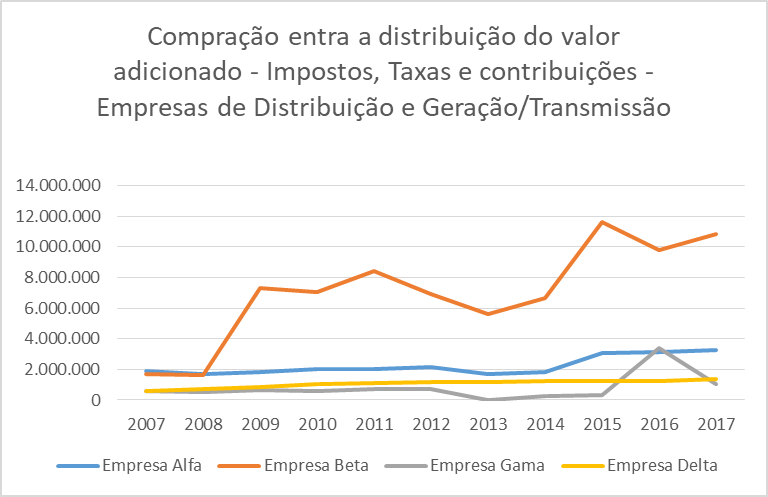 Compração entra a distribuição do valor
adicionado - Impostos, Taxas e contribuições -
Empresas de Distribuição e Geração/Transmissão
14.000.000
12.000.000
10.000.000
8.000.000
6.000.000
4.000.000
2.000.000
0
2007 2008 2009 2010 2011 2012 2013 2014 2015 2016 2017
Empresa Alfa Empresa Beta Empresa Gama Empresa Delta